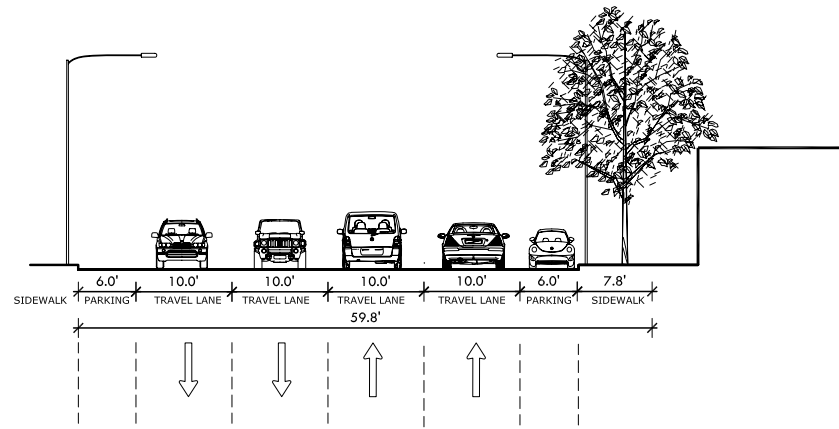 6.0' 10.0' 10.0' 10.0' 10.0' 6.0' 7.8'
SIDEWALK PARKING TRAVEL LANE TRAVEL LANE TRAVEL LANE TRAVEL LANE PARKING SIDEWALK
59.8'